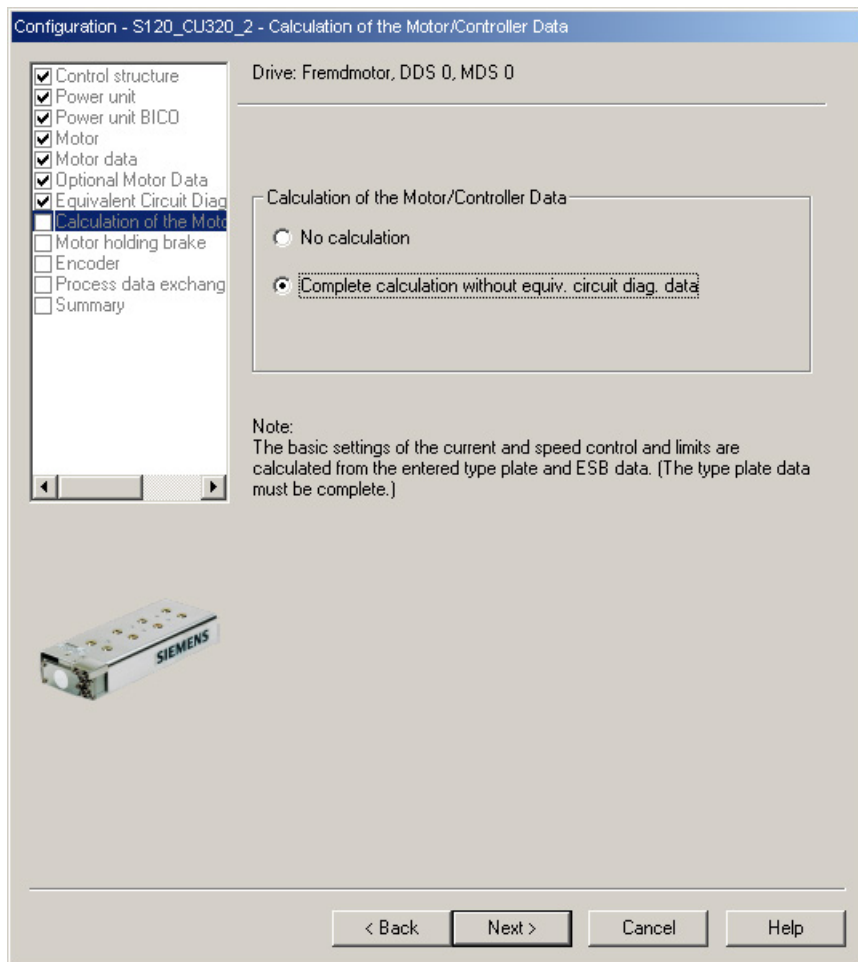 Configuration - S120_CU320_2 - Calculation of the Motor/Controller Data
Control structure
Power unit
Power unit BICO
Motor
Motor data
Optional Motor Data
Equivalent Circuit Diag
Calculation of the Moto
Motor holding brake
Encoder
Process data exchang
Summary
Drive: Fremdmotor, DDS 0, MDS 0
Calculation of the Motor/Controller Data
No calculation
Complete calculation without equiv. circuit diag. data
Note:
The basic settings of the current and speed control and limits are
calculated from the entered type plate and ESB data. (The type plate data
must be complete.)
SIEMENS
< Back
Next >
Cancel
Help